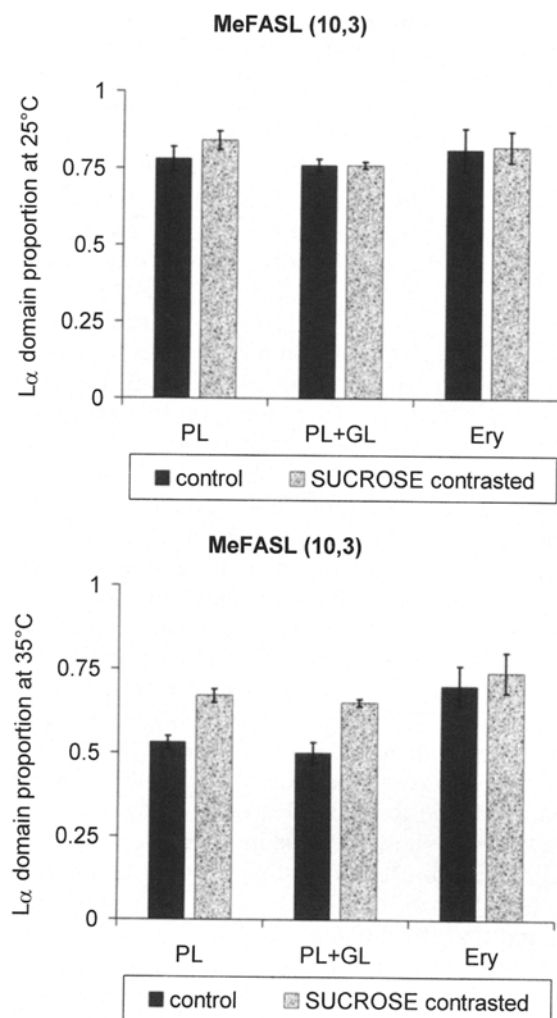 MeFASL (10,3)
Lα domain proportion at 25°C
1
0.75
0.5
0.25
0
PL PL+GL Ery
control SUCROSE contrasted
MeFASL (10,3)
Lα domain proportion at 35°C
1
0.75
0.5
0.25
0
PL PL+GL Ery
control SUCROSE contrasted